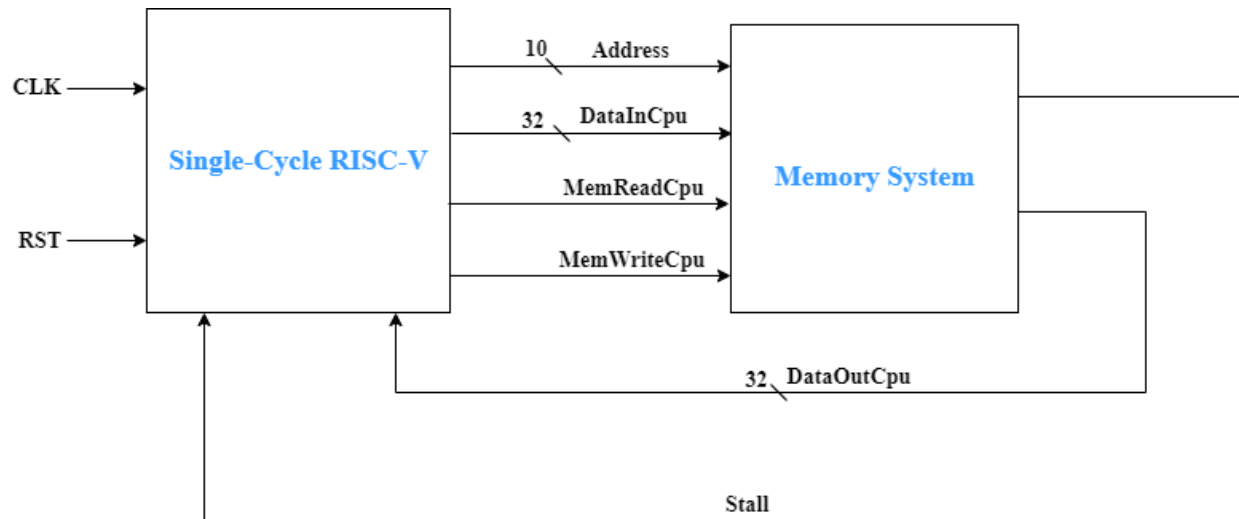 10 Address
CLK
32 DataInCpu
Single-Cycle RISC-V
Memory System
MemReadCpu
RST
MemWriteCpu
32 DataOutCpu
Stall